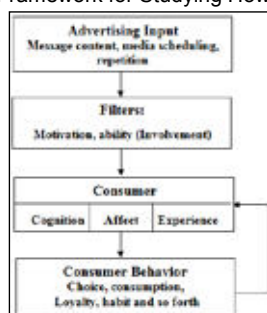 ramework for Studying How
Advertising Input
Message content, media scheduling,
repetition
Filters:
Motivation, ability (Involvement)
Consumer
Cognition Affect Experience
Consumer Behavior
Choice, consumption,
Loyalty, habit and so forth